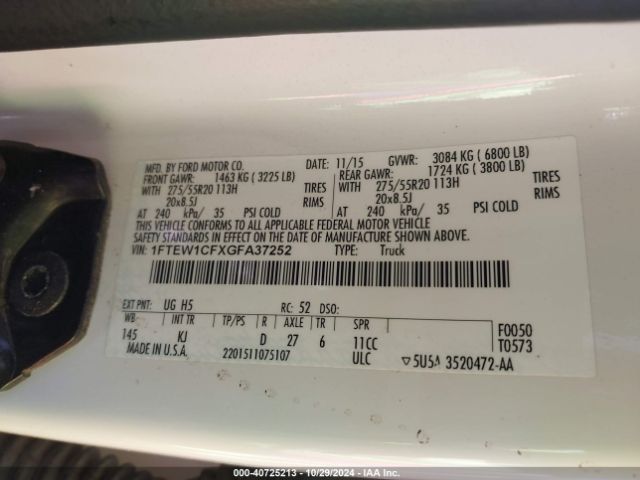 MFD. BY FORD MOTOR CO. DATE: 11/15 GVWR: 3084 KG ( 6800 LB)
FRONT GAWR: 1463 KG ( 3225 LB) REAR GAWR: 1724 KG ( 3800 LB)
WITH 275/55R20 113H TIRES WITH 275/55R20 113H TIRES
20x8.5J RIMS 20x8.5J RIMS
AT 240 kPa/ 35 PSI COLD AT 240 kPa/ 35 PSI COLD
THIS VEHICLE CONFORMS TO ALL APPLICABLE FEDERAL MOTOR VEHICLE
SAFETY STANDARDS IN EFFECT ON THE DATE OF MANUFACTURE SHOWN ABOVE.
VIN: 1FTEW1CFXGFA37252 TYPE: Truck
EXT PNT: UG H5 RC: 52 DSO:
WB INT TR TP/PS R AXLE TR SPR F0050
145 KJ D 27 6 11CC T0573
MADE IN U.S.A. 2201511075107 ULC ▽5U5A 3520472-AA
000-40725213 - 10/29/2024 - IAA Inc.